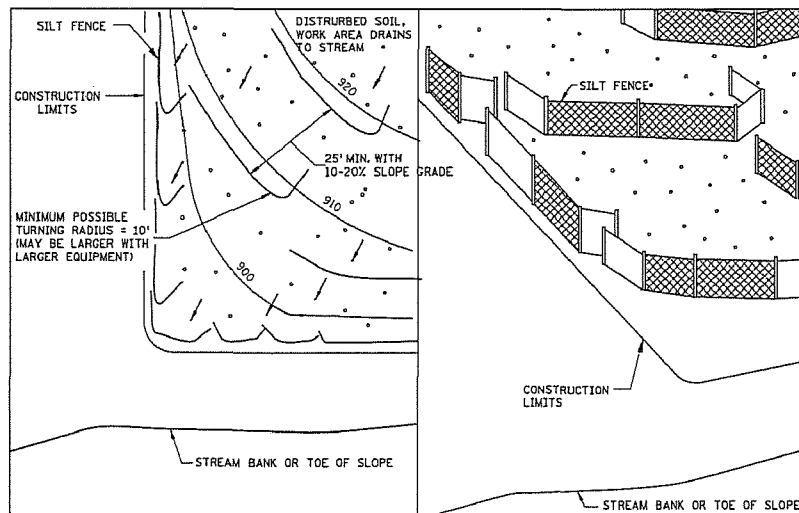 SILT FENCE
DISTRURBED SOIL,
WORK AREA DRAINS
TO STREAM
CONSTRUCTION
LIMITS
920
25' MIN. WITH
10-20% SLOPE GRADE
MINIMUM POSSIBLE
TURNING RADIUS = 10'
(MAY BE LARGER WITH
LARGER EQUIPMENT)
910
900
STREAM BANK OR TOE OF SLOPE
SILT FENCE
CONSTRUCTION
LIMITS
STREAM BANK OR TOE OF SLOPE